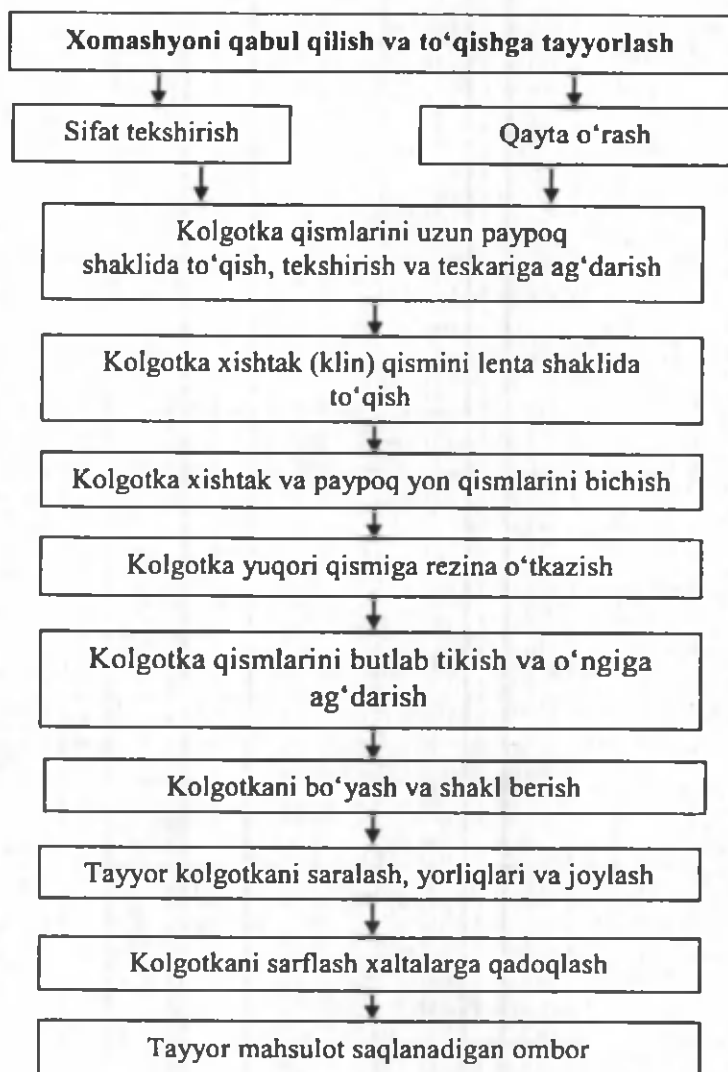 Xomashyoni qabul qilish va to‘qishga tayyorlash
Sifat tekshirish
Qayta o‘rash
Kolgotka qismlarini uzun paypoq
shaklida to‘qish, tekshirish va teskariga ag‘darish
Kolgotka xishtak (klin) qismini lenta shaklida
to‘qish
Kolgotka xishtak va paypoq yon qismlarini bichish
Kolgotka yuqori qismiga rezina o‘tkazish
Kolgotka qismlarini butlab tikish va o‘ngiga
ag‘darish
Kolgotkani bo‘yash va shakl berish
Tayyor kolgotkani saralash, yorliqlari va joylash
Kolgotkani sarflash xaltalarga qadoqlash
Tayyor mahsulot saqlanadigan ombor